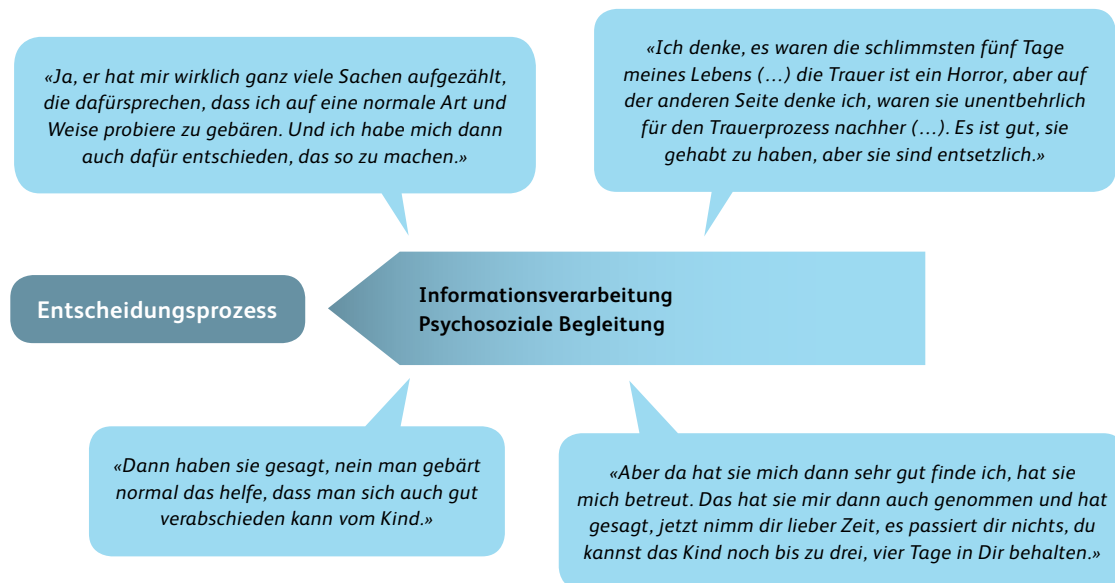 «Ja, er hat mir wirklich ganz viele Sachen aufgezählt,
die dafürsprechen, dass ich auf eine normale Art und
Weise probiere zu gebären. Und ich habe mich dann
auch dafür entschieden, das so zu machen.»
«Ich denke, es waren die schlimmsten fünf Tage
meines Lebens (...) die Trauer ist ein Horror, aber auf
der anderen Seite denke ich, waren sie unentbehrlich
für den Trauerprozess nachher (...). Es ist gut, sie
gehabt zu haben, aber sie sind entsetzlich.»
Entscheidungsprozess
Informationsverarbeitung
Psychosoziale Begleitung
«Dann haben sie gesagt, nein man gebärt
normal das helfe, dass man sich auch gut
verabschieden kann vom Kind.»
«Aber da hat sie mich dann sehr gut finde ich, hat sie
mich betreut. Das hat sie mir dann auch genommen und hat
gesagt, jetzt nimm dir lieber Zeit, es passiert dir nichts, du
kannst das Kind noch bis zu drei, vier Tage in Dir behalten.»